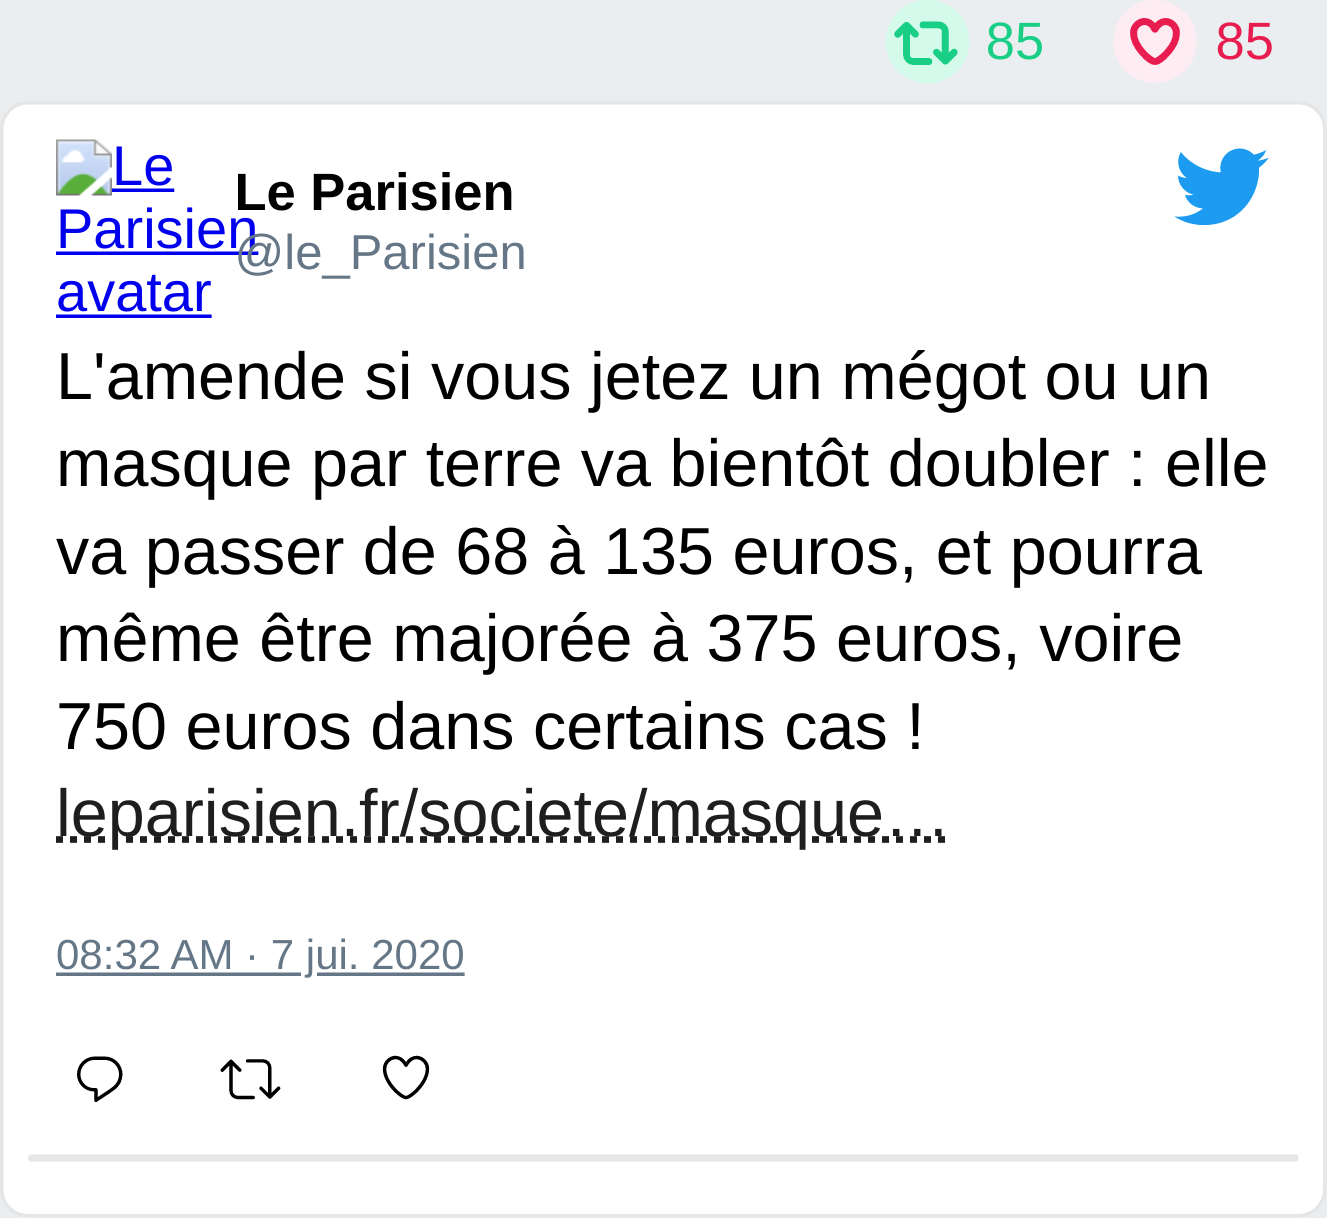 85 85
Le
Parisien
avatar
Le Parisien
@le_Parisien
L'amende si vous jetez un mégot ou un
masque par terre va bientôt doubler : elle
va passer de 68 à 135 euros, et pourra
même être majorée à 375 euros, voire
750 euros dans certains cas !
leparisien.fr/societe/masque…
08:32 AM · 7 jui. 2020